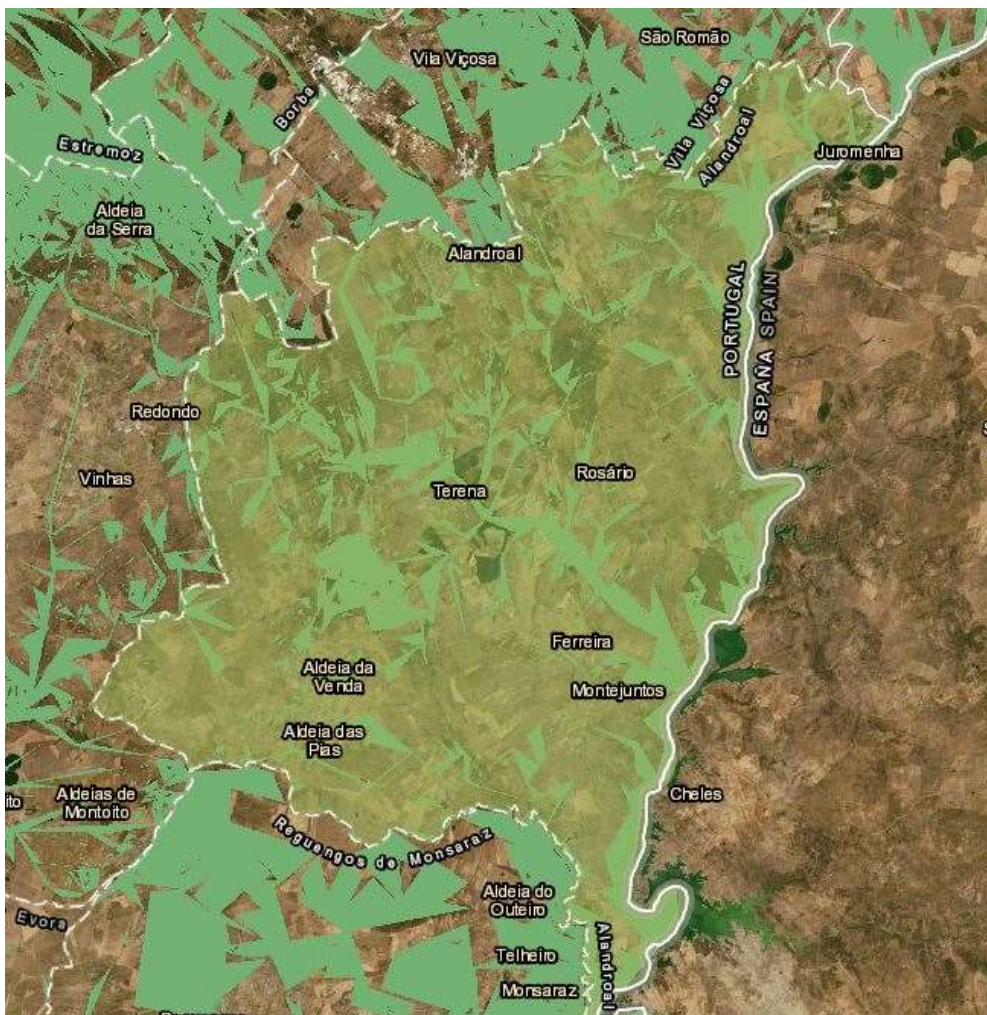 São Romão
Vila Viçosa
Borba
Vila Viçosa
Alandroal
Estremoz
Juromenha
Aldeia
da Serra
Alandroal
PORTUGAL
ESPAÑA SPAIN
Redondo
Vinhas
Terena
Rosário
Ferreira
Aldeia da
Venda
Montejuntos
Aldeia das
Pias
Aldeias de
Montoito
ito
Cheles
Reguengos de Monsaraz
Aldeia do
Outeiro
Evora
Alandroal
Telheiro
Monsaraz